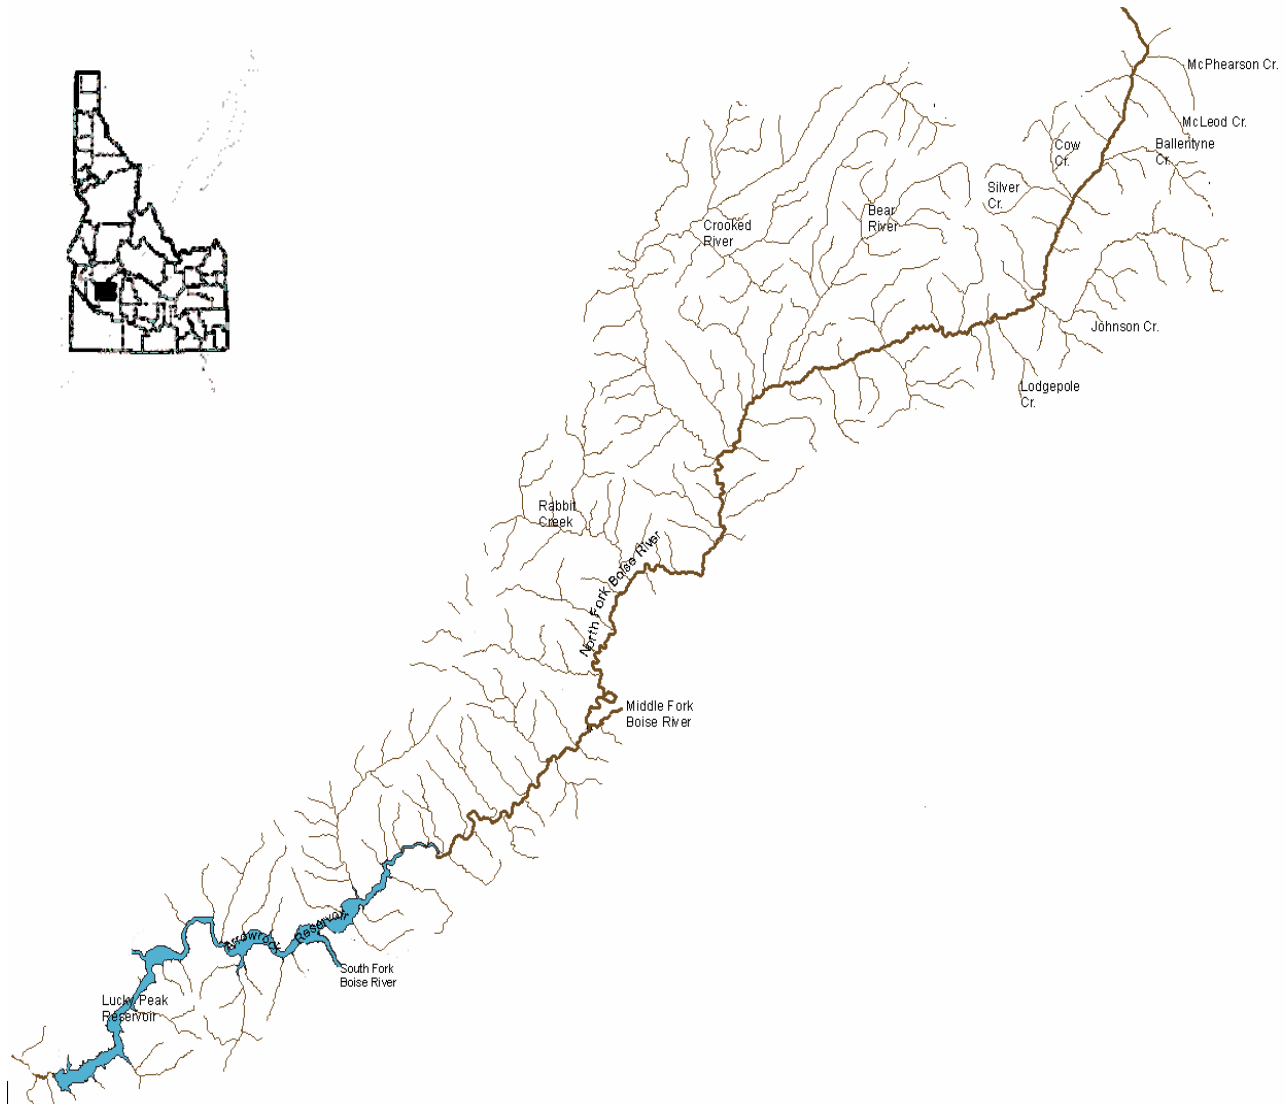 McPhearson Cr.
McLeod Cr.
Cow
Cr.
Ballentyne
Cr.
Silver
Cr.
Bear
River
Crooked
River
Johnson Cr.
Lodgepole
Cr.
Rabbit
Creek
North Fork Boise River
Middle Fork
Boise River
Arrowrock Reservoir
South Fork
Boise River
Lucky Peak
Reservoir